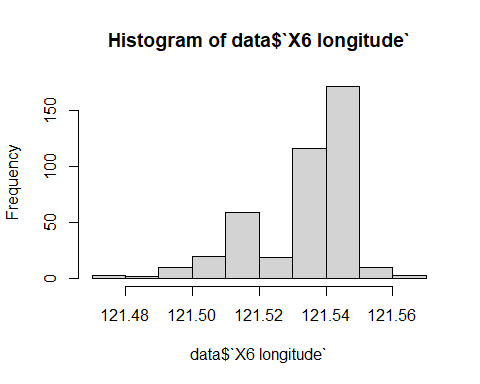 Histogram of data$`X6 longitude`
Frequency
150
100
50
0
121.48 121.50 121.52 121.54 121.56
data$`X6 longitude`